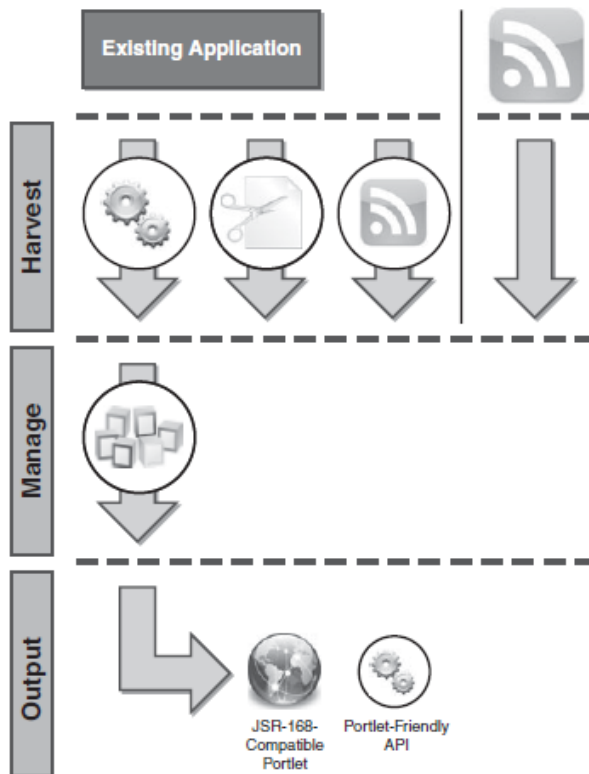 Existing Application
Harvest
Manage
Output
JSR-168-
Compatible
Portlet
Portlet-Friendly
API